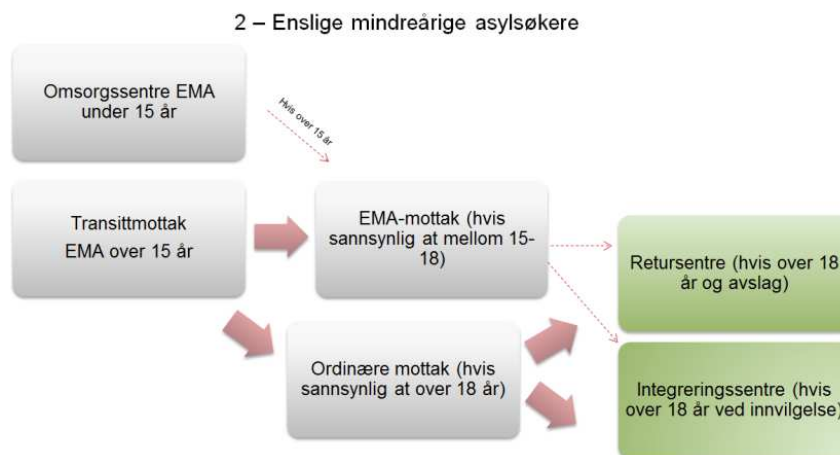 2 – Enslige mindreårige asylsøkere
Omsorgssentre EMA
under 15 år
Hvis over 15 år
Transittmottak
EMA over 15 år
EMA-mottak (hvis
sannsynlig at mellom 15-
18)
Retursentre (hvis over 18
år og avslag)
Ordinære mottak (hvis
sannsynlig at over 18 år)
Integreringssentre (hvis
over 18 år ved innvilgelse)